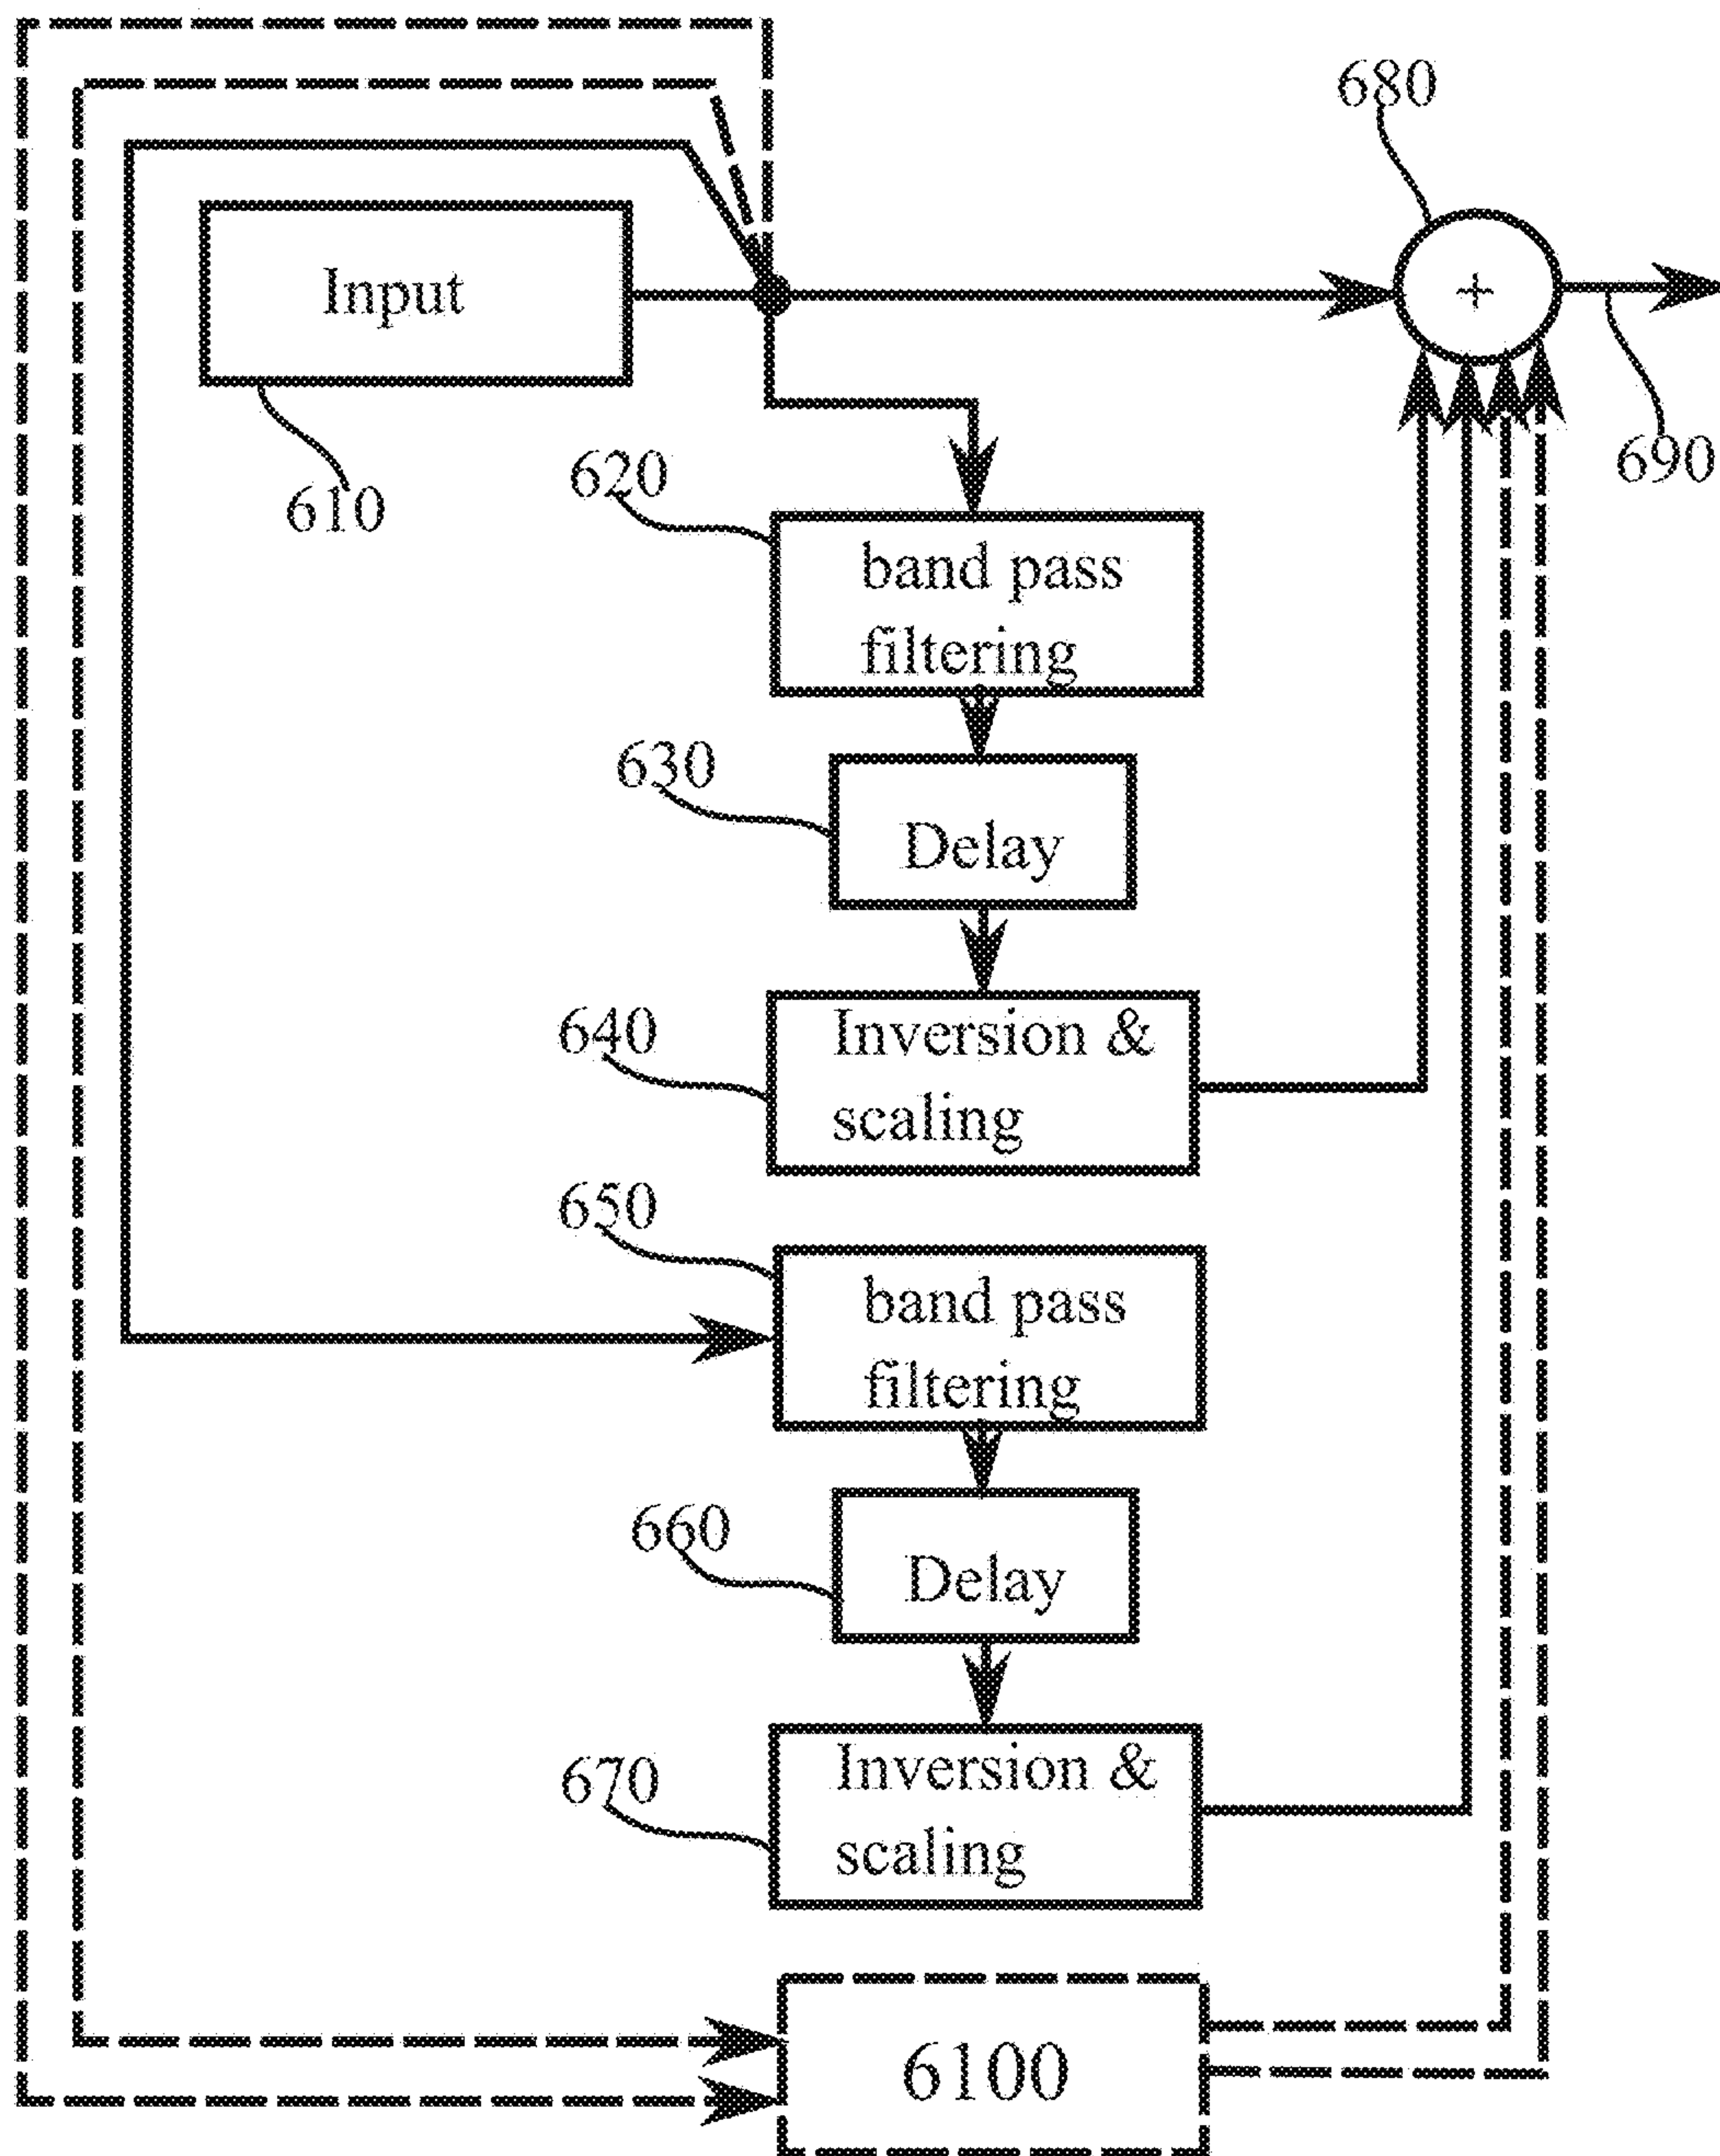 680
Input
+
610
690
620
band pass
filtering
630
Delay
640
Inversion &
scaling
650
band pass
filtering
660
Delay
670
Inversion &
scaling
6100